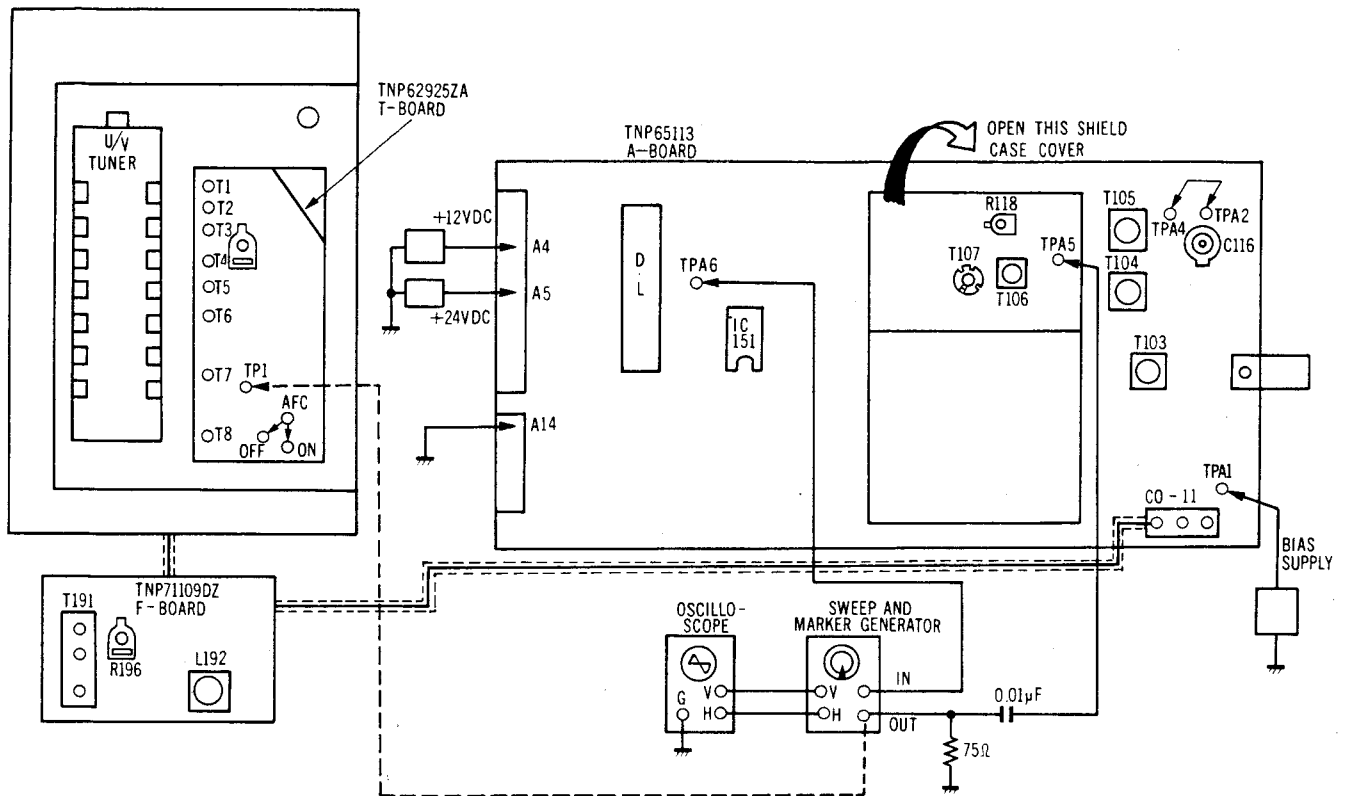 TNP62925ZA
T-BOARD
U/V
TUNER
T1
T2
T3
T4
T5
T6
T7
TP1
AFC
T8
OFF
ON
TNP65113
A-BOARD
OPEN THIS SHIELD
CASE COVER
+12VDC
A4
A5
+24VDC
A14
D.L
TPA6
IC
151
R118
T107
T106
TPA5
T105
TPA4
TPA2
C116
T104
T103
TPA1
CO-11
BIAS
SUPPLY
TNP71109DZ
F-BOARD
T191
R196
L192
OSCILLO-
SCOPE
SWEEP AND
MARKER GENERATOR
G
V
H
V
H
IN
OUT
0.01μF
75Ω